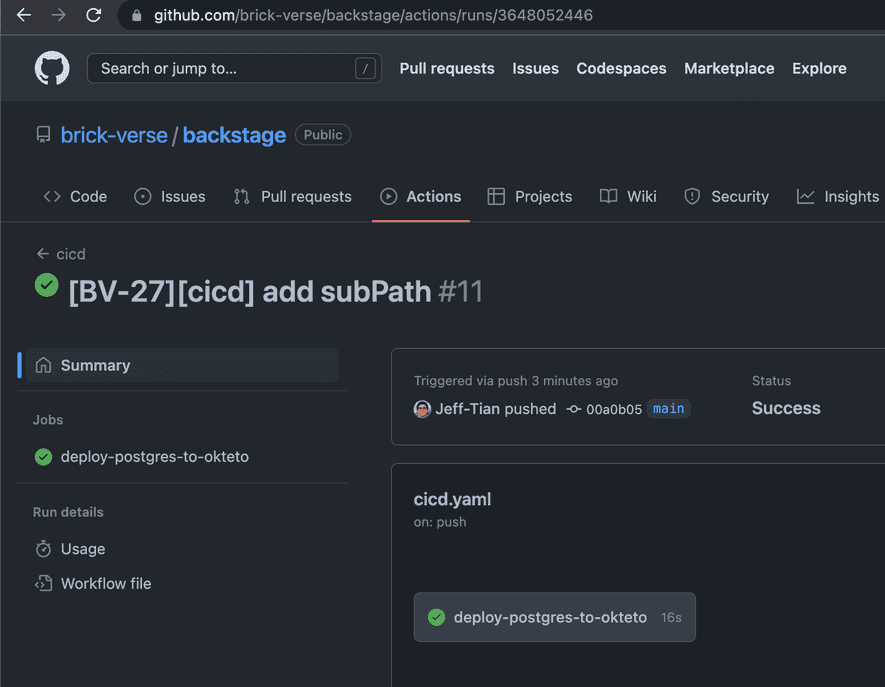 github.com/brick-verse/backstage/actions/runs/3648052446
Search or jump to... / Pull requests Issues Codespaces Marketplace Explore
brick-verse / backstage Public
Code Issues Pull requests Actions Projects Wiki Security Insights
← cicd
[BV-27][cicd] add subPath #11
Summary
Jobs
deploy-postgres-to-okteto
Run details
Usage
Workflow file
Triggered via push 3 minutes ago
Jeff-Tian pushed 00a0b05 main
Status
Success
cicd.yaml
on: push
deploy-postgres-to-okteto 16s